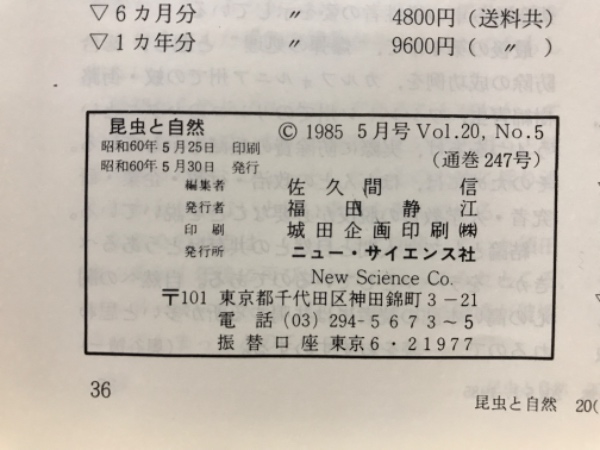 ▽6カ月分 〃 4800円(送料共)
▽1カ年分 〃 9600円( 〃 )
昆虫と自然
©1985 5月号 Vol.20, No.5
昭和60年5月25日 印刷
(通巻247号)
昭和60年5月30日 発行
編集者 佐久間 信
発行者 福田静江
印刷 城田企画印刷㈱
発行所 ニュー・サイエンス社
New Science Co.
〒101 東京都千代田区神田錦町3-21
電話 (03) 294-5673~5
振替口座 東京6・21977
36
昆虫と自然 20(